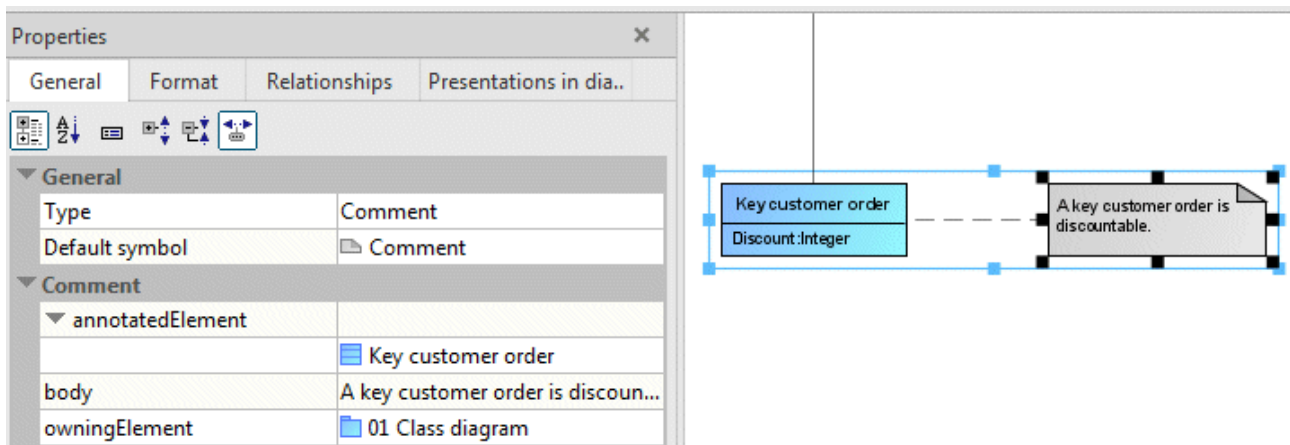 Properties
General Format Relationships Presentations in dia..
General
Type Comment
Default symbol Comment
Comment
annotatedElement
Key customer order
body A key customer order is discoun...
owningElement 01 Class diagram
Key customer order
Discount:Integer
A key customer order is
discountable.